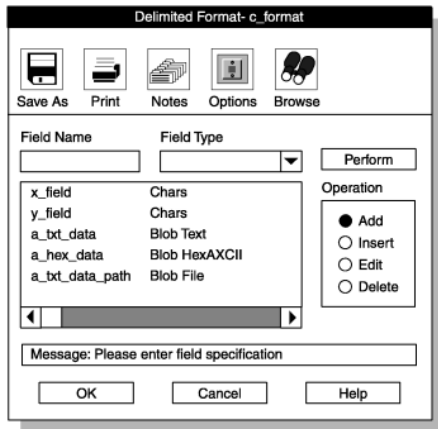 Delimited Format- c_format
Save As Print Notes Options Browse
Field Name Field Type
Perform
Operation
x_field Chars
y_field Chars
a_txt_data Blob Text
a_hex_data Blob HexAXCII
a_txt_data_path Blob File
Add
Insert
Edit
Delete
Message: Please enter field specification
OK Cancel Help